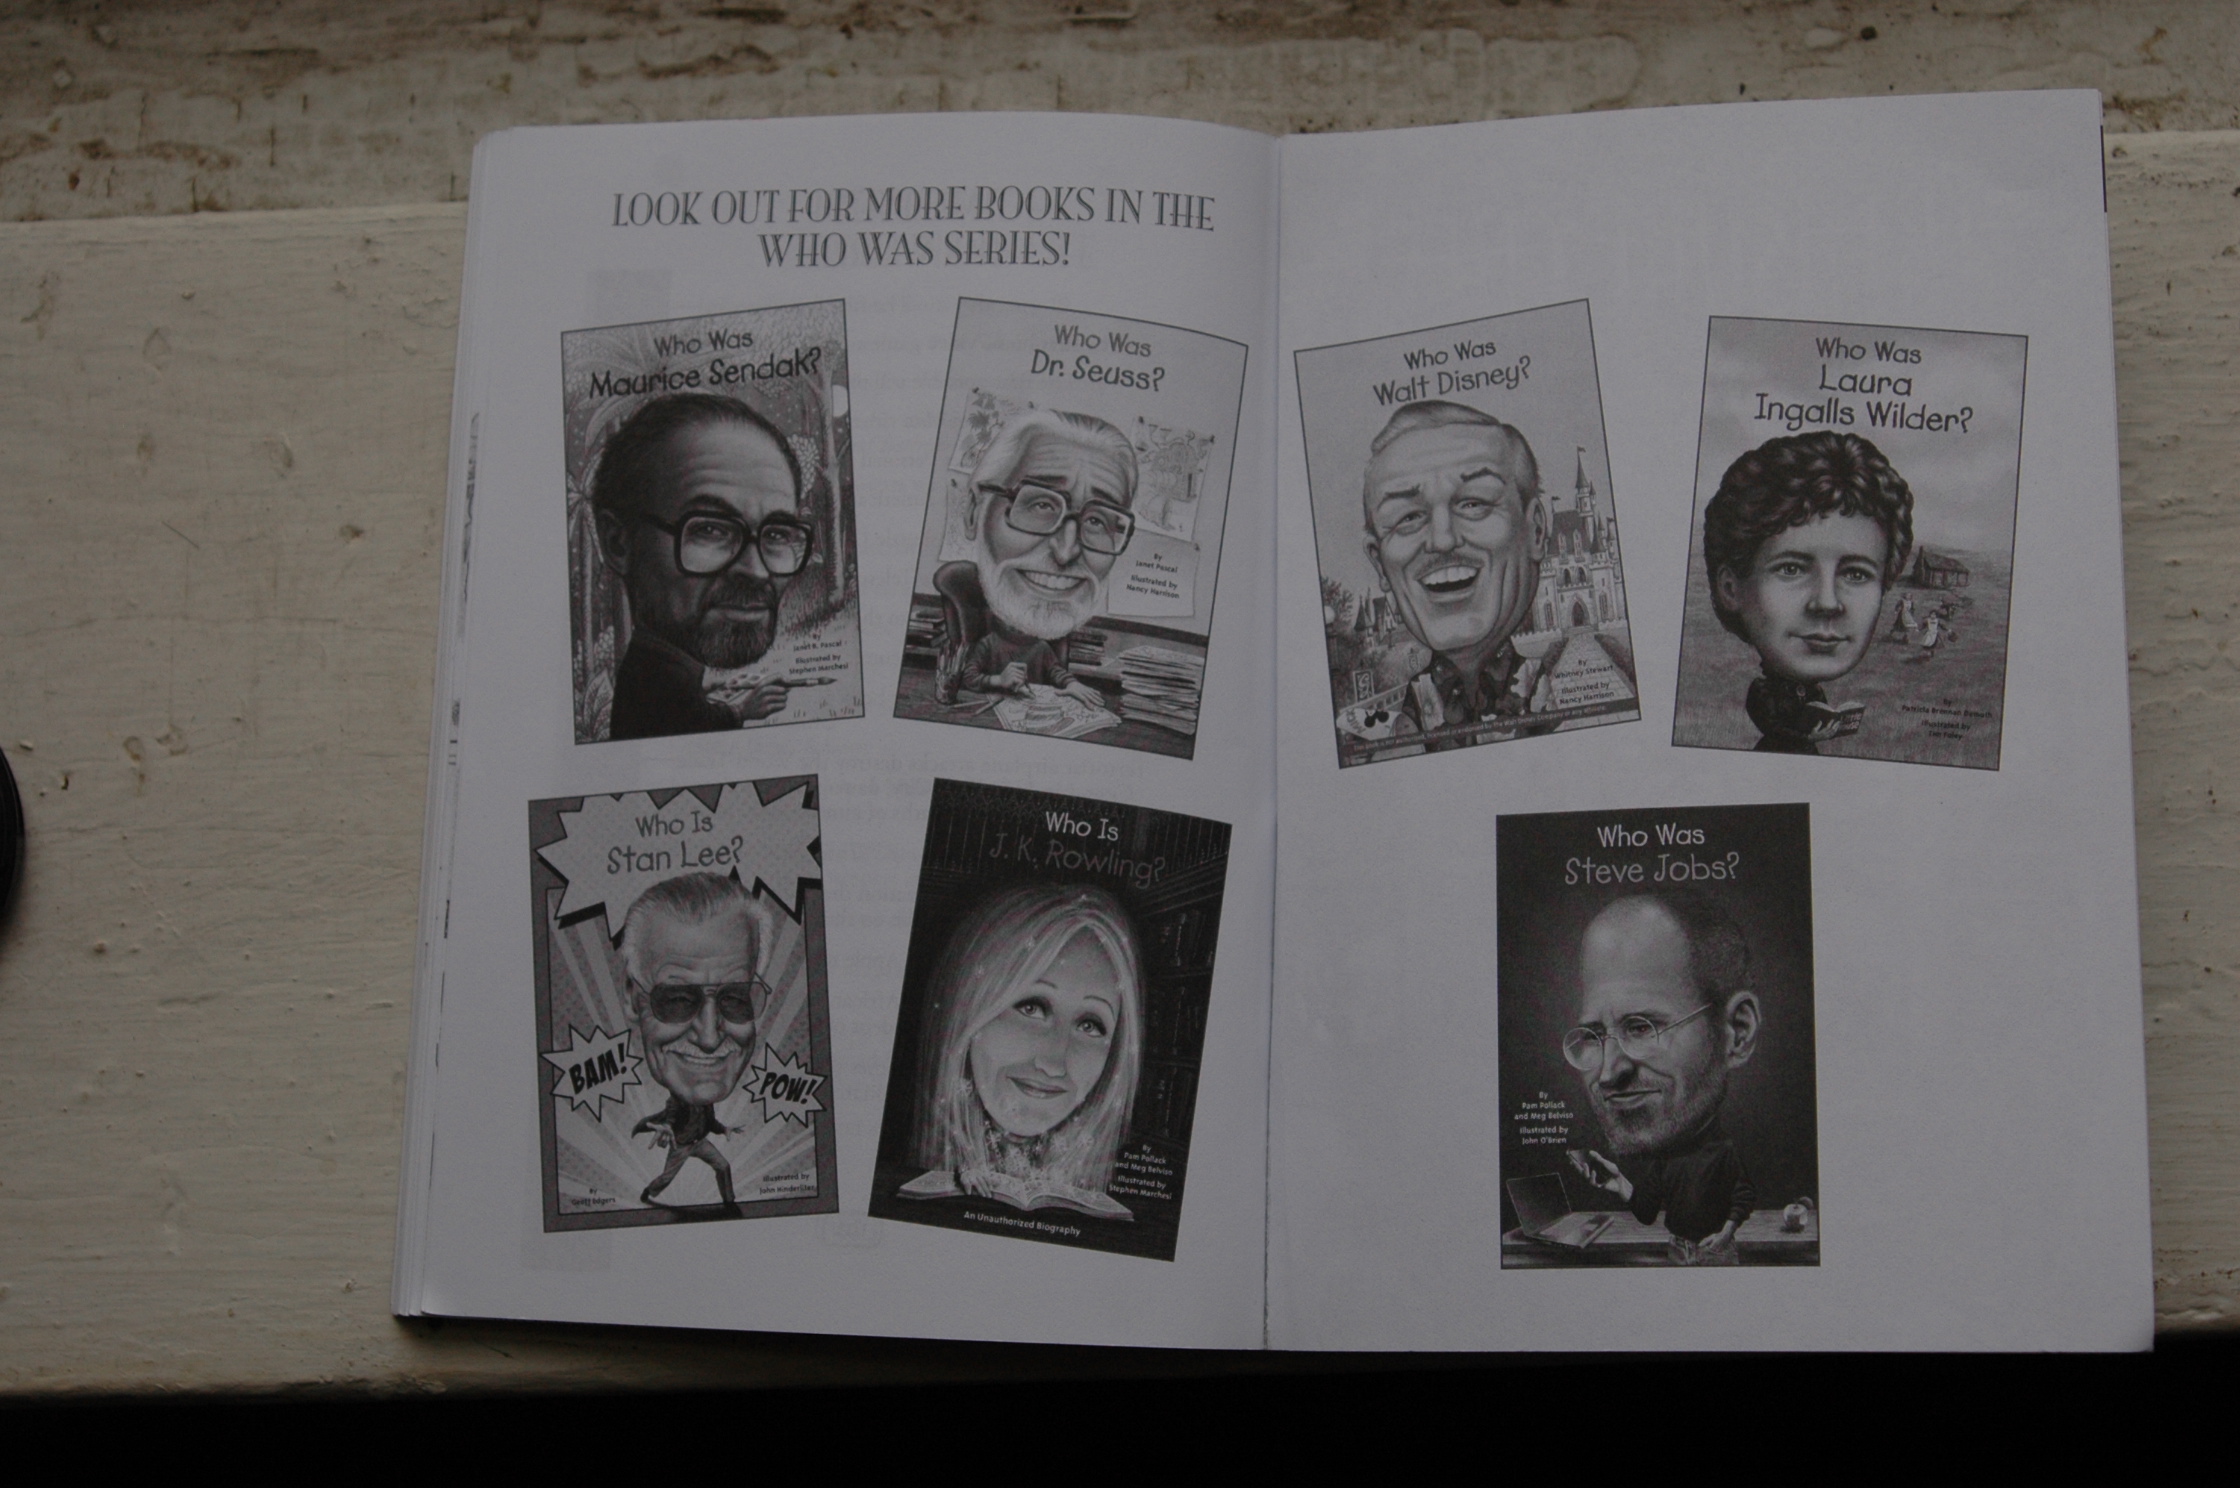 LOOK OUT FOR MORE BOOKS IN THE
WHO WAS SERIES!
Who Was
Maurice Sendak?
By
Janet B. Pascal
Illustrated by
Stephen Marchesi
Who Was
Dr. Seuss?
By
Janet Pascal
Illustrated by
Nancy Harrison
Who Is
Stan Lee?
BAM!
POW!
By
Geoff Edgers
Illustrated by
John Hinderliter
Who Is
J. K. Rowling?
By
Pam Pollack
and Meg Belviso
Illustrated by
Stephen Marchesi
An Unauthorized Biography
Who Was
Walt Disney?
By
Whitney Stewart
Illustrated by
Nancy Harrison
Who Was
Laura
Ingalls Wilder?
By
Patricia Brennan Demuth
Illustrated by
Tim Foley
Who Was
Steve Jobs?
By
Pam Pollack
and Meg Belviso
Illustrated by
John O'Brien